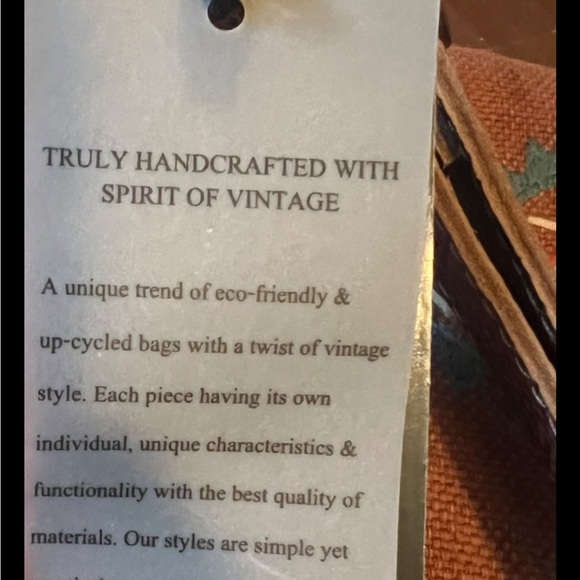 TRULY HANDCRAFTED WITH
SPIRIT OF VINTAGE
A unique trend of eco-friendly &
up-cycled bags with a twist of vintage
style. Each piece having its own
individual, unique characteristics &
functionality with the best quality of
materials. Our styles are simple yet